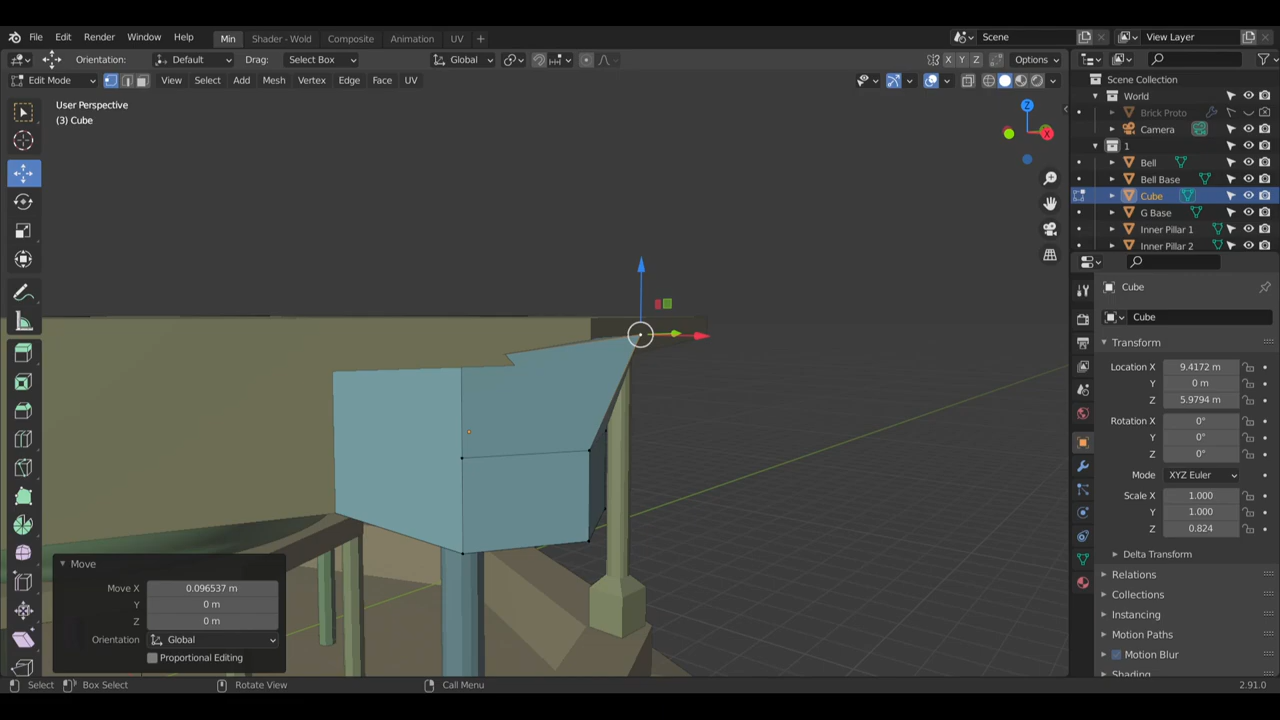 File Edit Render Window Help Min Shader - Wold Composite Animation UV + Scene View Layer
Orientation: Default Drag: Select Box Global X Y Z Options
Edit Mode View Select Add Mesh Vertex Edge Face UV
User Perspective
(3) Cube
Z
X
Scene Collection
World
Brick Proto
Camera
1
Bell
Bell Base
Cube
G Base
Inner Pillar 1
Inner Pillar 2
Cube
Cube
Transform
Location X 9.4172 m
Y 0 m
Z 5.9794 m
Rotation X 0°
Y 0°
Z 0°
Mode XYZ Euler
Scale X 1.000
Y 1.000
Z 0.824
Delta Transform
Relations
Collections
Instancing
Motion Paths
Motion Blur
Shading
Move
Move X 0.096537 m
Y 0 m
Z 0 m
Orientation Global
Proportional Editing
Select Box Select Rotate View Call Menu 2.91.0